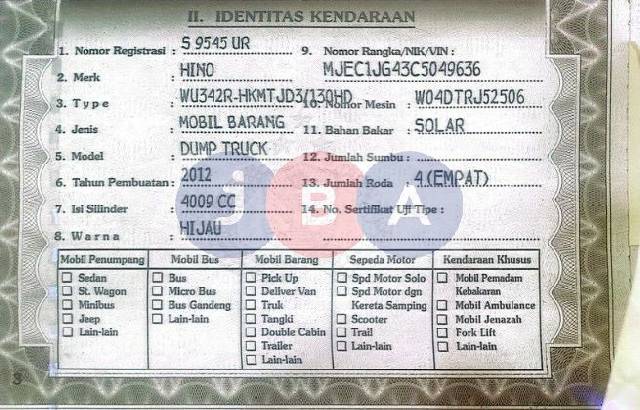 II. IDENTITAS KENDARAAN
1. Nomor Registrasi : S 9545 UR
2. Merk : HINO
3. Type : WU342R-HKMTJD3/130HD
4. Jenis : MOBIL BARANG
5. Model : DUMP TRUCK
6. Tahun Pembuatan : 2012
7. Isi Silinder : 4009 CC
8. Warna : HIJAU
9. Nomor Rangka/NIK/VIN :
MJEC1JG43C5049636
10. Nomor Mesin : W04DTRJ52506
11. Bahan Bakar : SOLAR
12. Jumlah Sumbu :
13. Jumlah Roda 4 (EMPAT)
14. No. Sertifikat Uji Tipe :
JBA
Mobil Penumpang
Sedan
St. Wagon
Minibus
Jeep
Lain-lain
Mobil Bus
Bus
Micro Bus
Bus Gandeng
Lain-lain
Mobil Barang
Pick Up
Deliver Van
Truk
Tangki
Double Cabin
Trailer
Lain-lain
Sepeda Motor
Spd Motor Solo
Spd Motor dgn
Kereta Samping
Scooter
Trail
Lain-lain
Kendaraan Khusus
Mobil Pemadam
Kebakaran
Mobil Ambulance
Mobil Jenazah
Fork Lift
Lain-lain
3